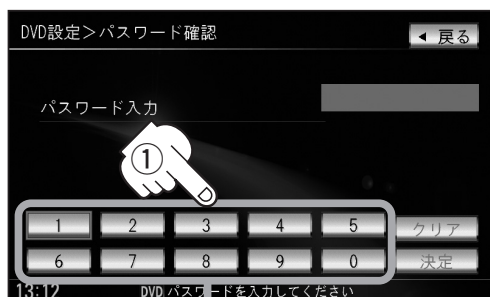 DVD設定＞パスワード確認
◀ 戻る
パスワード入力
①
1 2 3 4 5 クリア
6 7 8 9 0 決定
13:12 DVD パスワードを入力してください